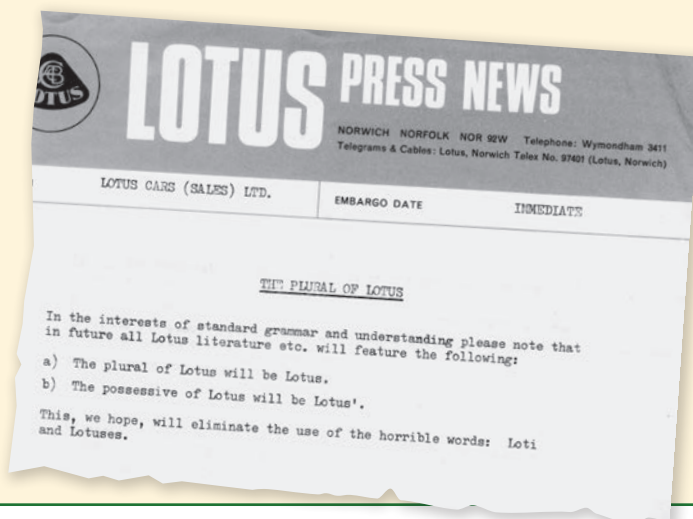 LOTUS
LOTUS PRESS NEWS
NORWICH NORFOLK NOR 92W Telephone: Wymondham 3411
Telegrams & Cables: Lotus, Norwich Telex No. 97401 (Lotus, Norwich)
LOTUS CARS (SALES) LTD. EMBARGO DATE IMMEDIATE
THE PLURAL OF LOTUS
In the interests of standard grammar and understanding please note that
in future all Lotus literature etc. will feature the following:
a) The plural of Lotus will be Lotus.
b) The possessive of Lotus will be Lotus'.
This, we hope, will eliminate the use of the horrible words: Loti
and Lotuses.